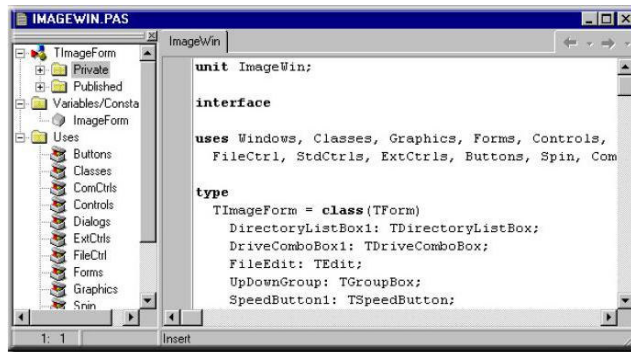 IMAGEWIN.PAS
TImageForm
Private
Published
Variables/Consta
ImageForm
Uses
Buttons
Classes
ComCtrls
Controls
Dialogs
ExtCtrls
FileCtrl
Forms
Graphics
Spin
ImageWin
unit ImageWin;
interface
uses Windows, Classes, Graphics, Forms, Controls,
FileCtrl, StdCtrls, ExtCtrls, Buttons, Spin, Com
type
TImageForm = class(TForm)
DirectoryListBox1: TDirectoryListBox;
DriveComboBox1: TDriveComboBox;
FileEdit: TEdit;
UpDownGroup: TGroupBox;
SpeedButton1: TSpeedButton;
1: 1
Insert